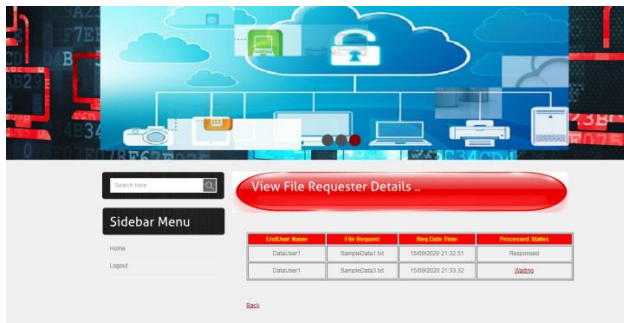 Search here
View File Requester Details ..
Sidebar Menu
Home
Logout
EndUser Name File Request Req Date Time Processed Status
DataUser1 SampleData1.txt 15/09/2020 21:32:51 Responsed
DataUser1 SampleData3.txt 15/09/2020 21:33:32 Waiting
Back